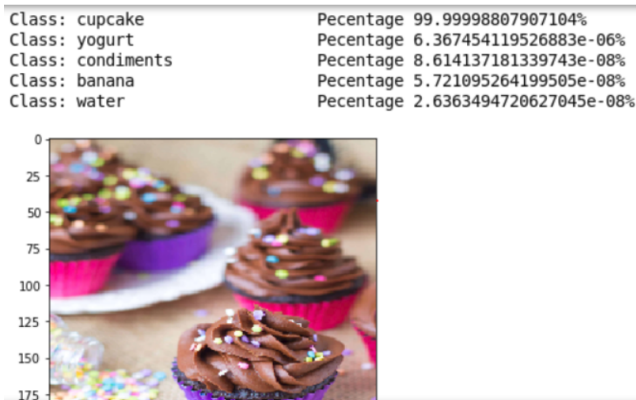 Class: cupcake Pecentage 99.99998807907104%
Class: yogurt Pecentage 6.367454119526883e-06%
Class: condiments Pecentage 8.614137181339743e-08%
Class: banana Pecentage 5.721095264199505e-08%
Class: water Pecentage 2.6363494720627045e-08%
0
25
50
75
100
125
150
175